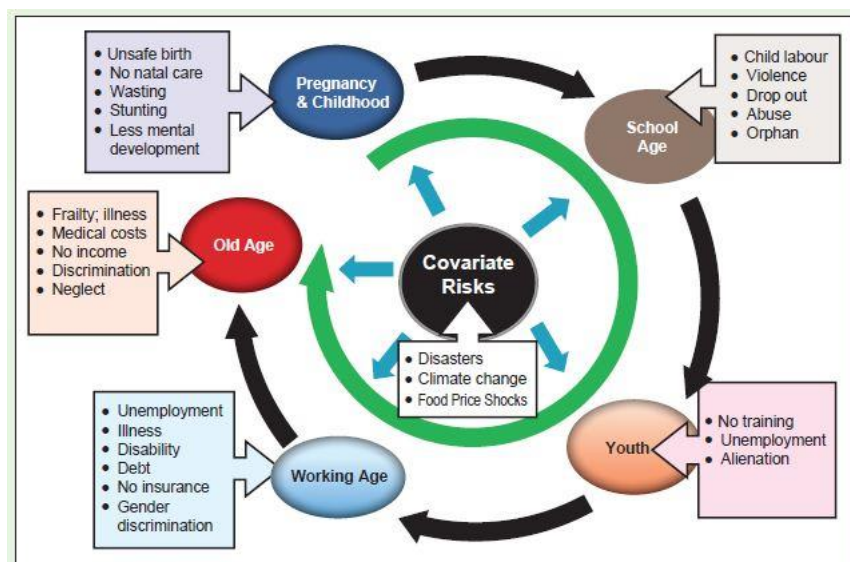 ● Unsafe birth
● No natal care
● Wasting
● Stunting
● Less mental
development
Pregnancy
& Childhood
● Child labour
● Violence
● Drop out
● Abuse
● Orphan
School
Age
● Frailty; illness
● Medical costs
● No income
● Discrimination
● Neglect
Old Age
Covariate
Risks
● Disasters
● Climate change
● Food Price Shocks
● No training
● Unemployment
● Alienation
Youth
● Unemployment
● Illness
● Disability
● Debt
● No insurance
● Gender
discrimination
Working Age